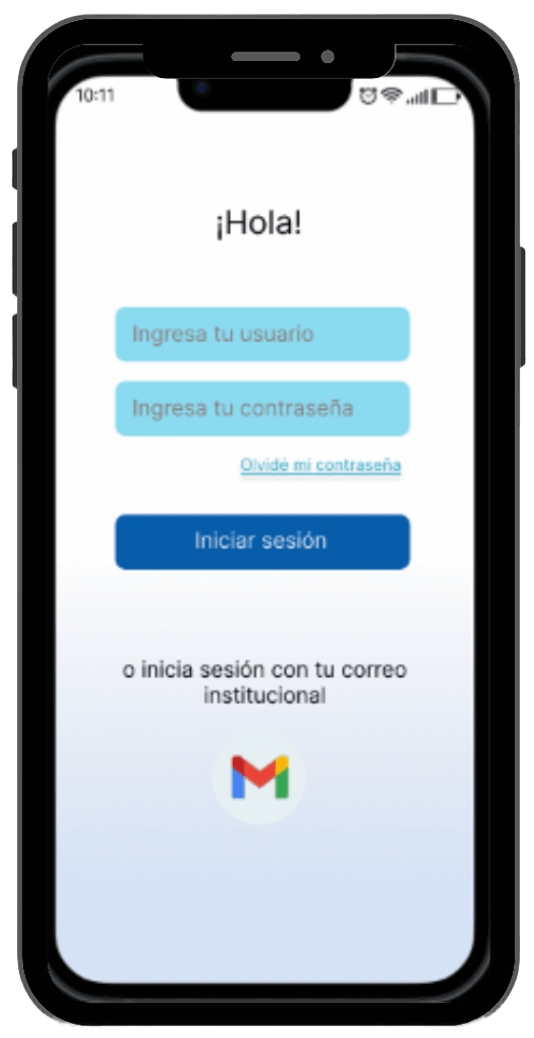 10:11
¡Hola!
Ingresa tu usuario
Ingresa tu contraseña
Olvidé mi contraseña
Iniciar sesión
o inicia sesión con tu correo
institucional